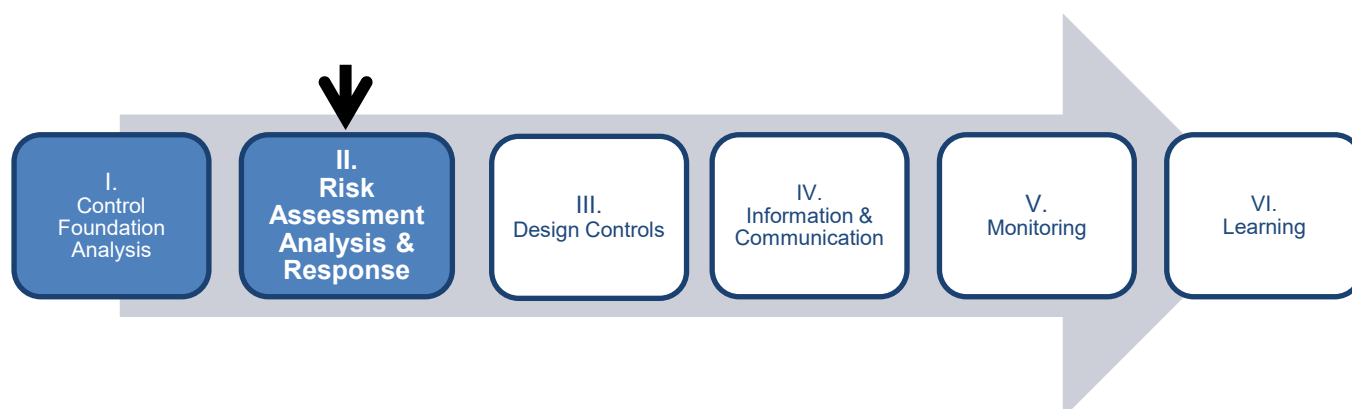 I.
Control
Foundation
Analysis
II.
Risk
Assessment
Analysis &
Response
III.
Design Controls
IV.
Information &
Communication
V.
Monitoring
VI.
Learning